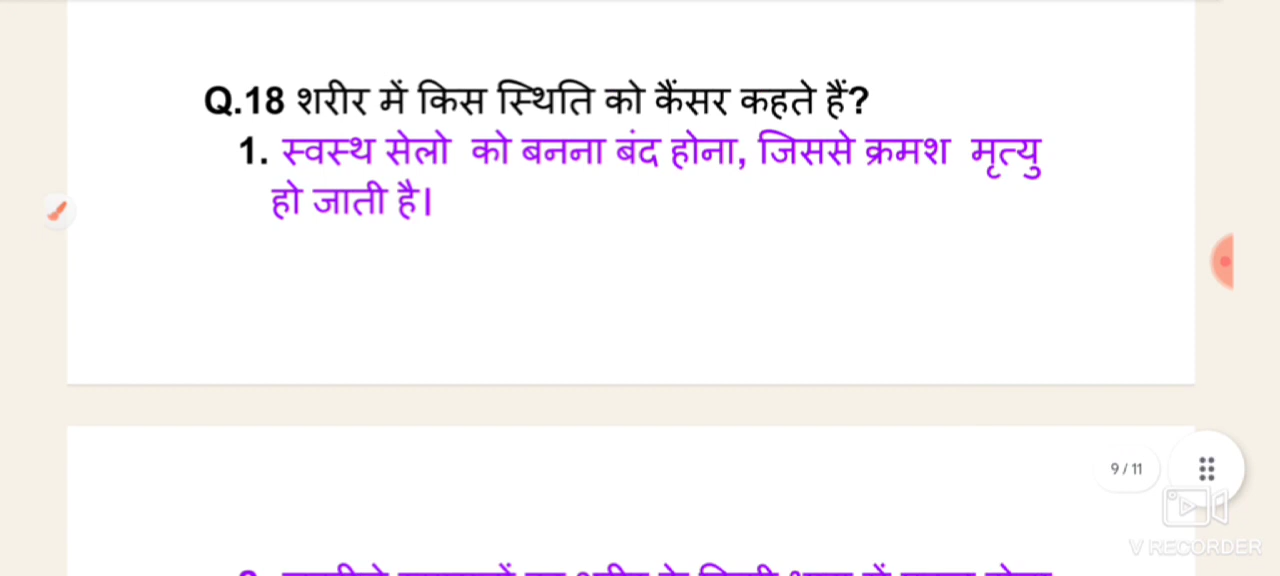 Q.18 शरीर में किस स्थिति को कैंसर कहते हैं?
1. स्वस्थ सेलो को बनना बंद होना, जिससे क्रमश मृत्यु
हो जाती है।
9 / 11
V RECORDER